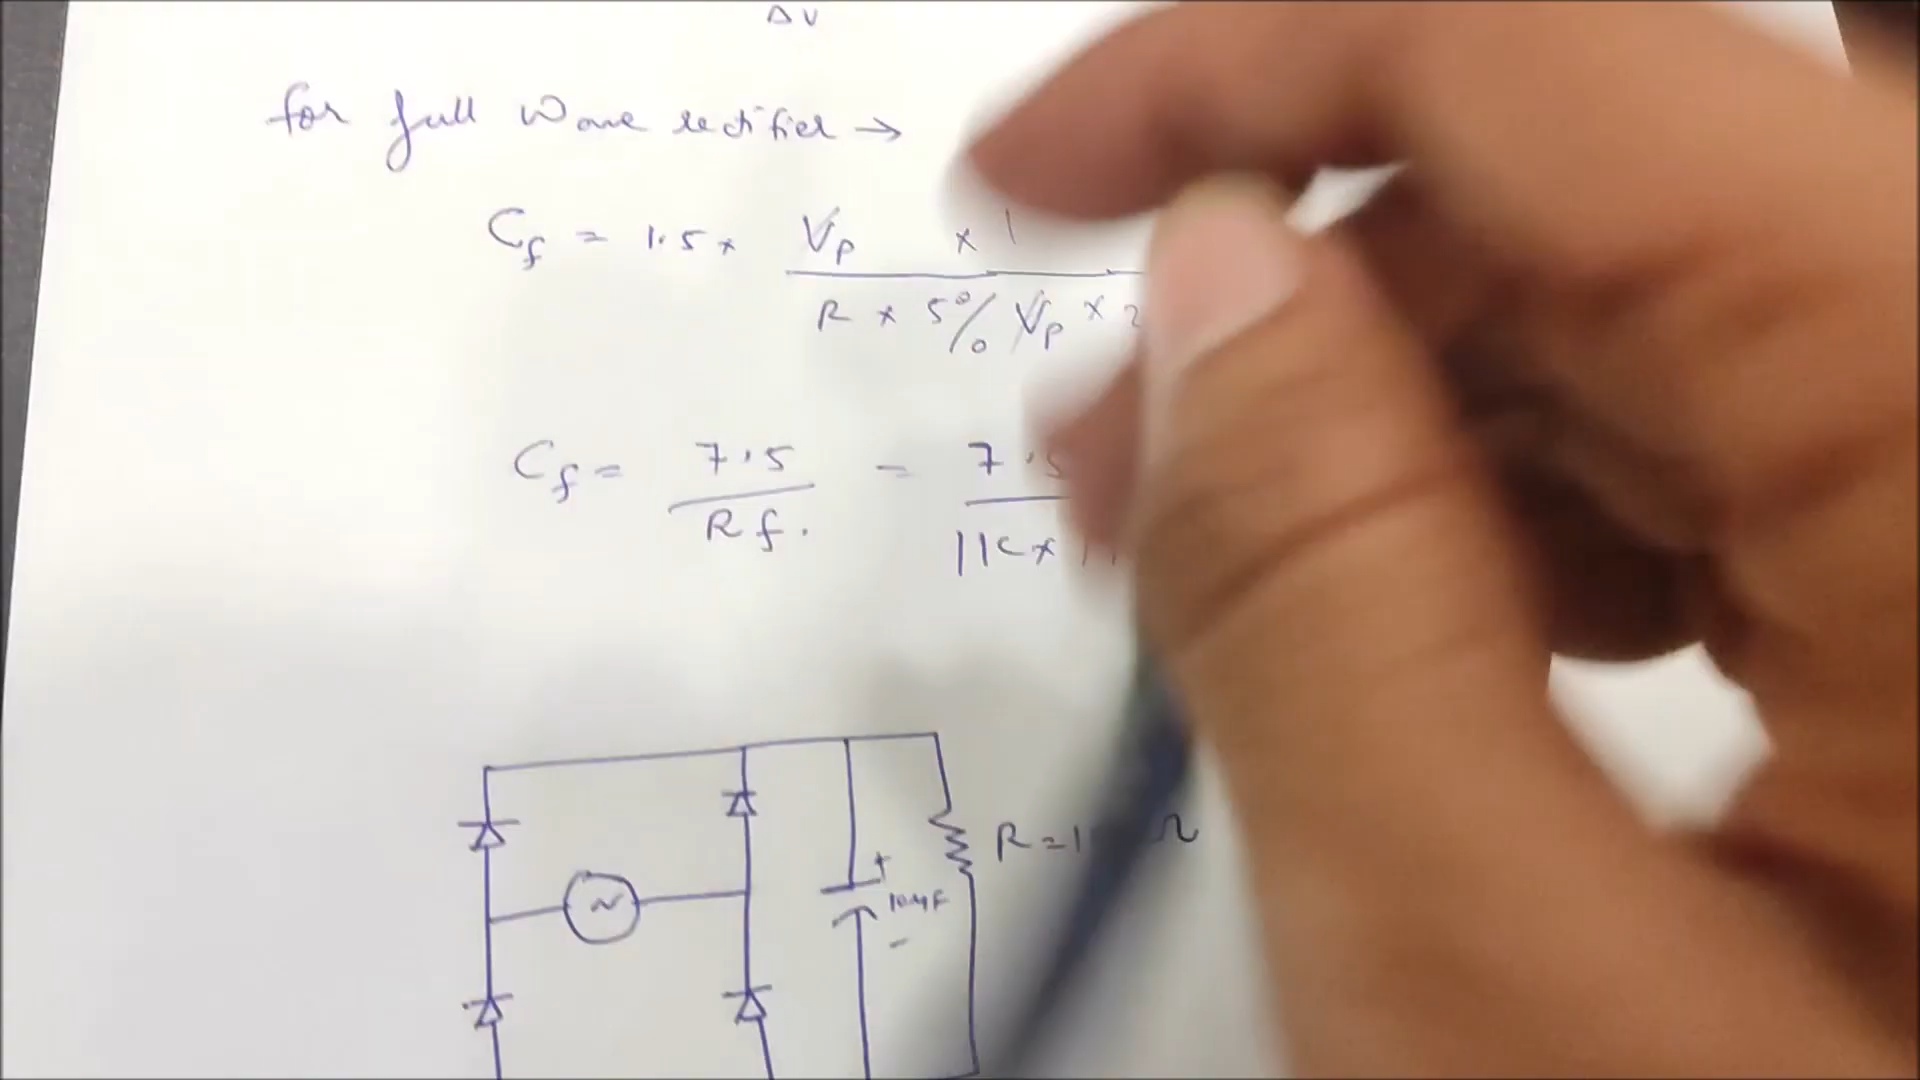 ΔV
for full wave rectifier →
Cf = 1.5 × Vp × 1
R × 5% Vp × 2
Cf = 7.5 = 7.5
Rf. 1K ×
R = 1 Ω
+
10μF
-
~